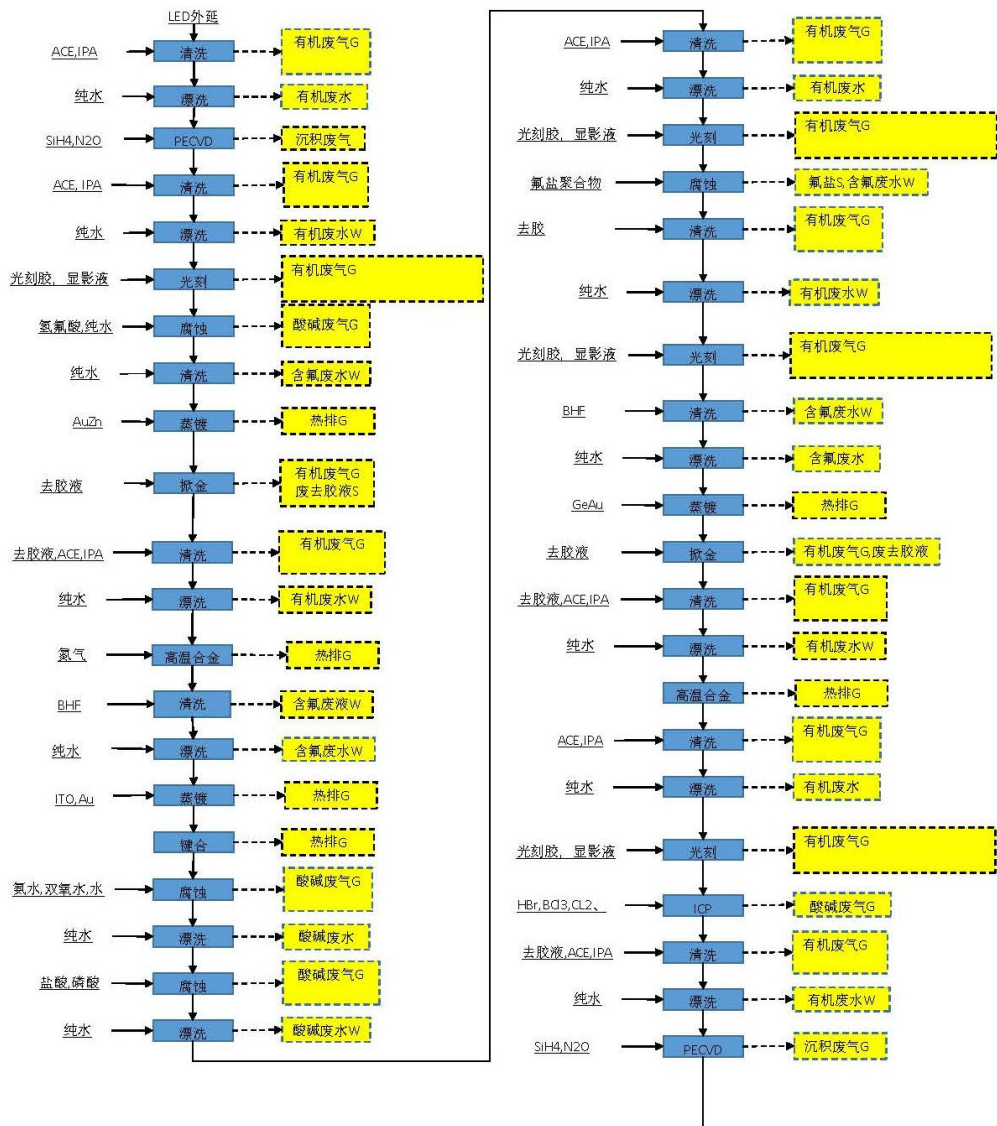 LED外延
ACE,IPA
清洗
有机废气G
纯水
漂洗
有机废水
SiH4,N2O
PECVD
沉积废气
ACE, IPA
清洗
有机废气G
纯水
漂洗
有机废水W
光刻胶，显影液
光刻
有机废气G
氢氟酸,纯水
腐蚀
酸碱废气G
纯水
清洗
含氟废水W
AuZn
蒸镀
热排G
去胶液
掀金
有机废气G
废去胶液S
去胶液,ACE,IPA
清洗
有机废气G
纯水
漂洗
有机废水W
氮气
高温合金
热排G
BHF
清洗
含氟废液W
纯水
漂洗
含氟废水W
ITO,Au
蒸镀
热排G
键合
热排G
氨水,双氧水,水
腐蚀
酸碱废气G
纯水
漂洗
酸碱废水
盐酸,磷酸
腐蚀
酸碱废气G
纯水
漂洗
酸碱废水W
ACE,IPA
清洗
有机废气G
纯水
漂洗
有机废水
光刻胶，显影液
光刻
有机废气G
氟盐聚合物
腐蚀
氟盐S,含氟废水W
去胶
清洗
有机废气G
纯水
漂洗
有机废水W
光刻胶，显影液
光刻
有机废气G
BHF
清洗
含氟废水W
纯水
漂洗
含氟废水
GeAu
蒸镀
热排G
去胶液
掀金
有机废气G,废去胶液
去胶液,ACE,IPA
清洗
有机废气G
纯水
漂洗
有机废水W
高温合金
热排G
ACE,IPA
清洗
有机废气G
纯水
漂洗
有机废水
光刻胶，显影液
光刻
有机废气G
HBr,BCl3,CL2、
ICP
酸碱废气G
去胶液,ACE,IPA
清洗
有机废气G
纯水
漂洗
有机废水W
SiH4,N2O
PECVD
沉积废气G